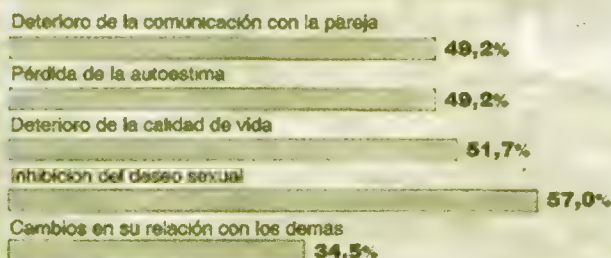 Deterioro de la comunicación con la pareja
49,2%
Pérdida de la autoestima
49,2%
Deterioro de la calidad de vida
51,7%
Inhibicion del deseo sexual
57,0%
Cambios en su relación con los demas
34,5%